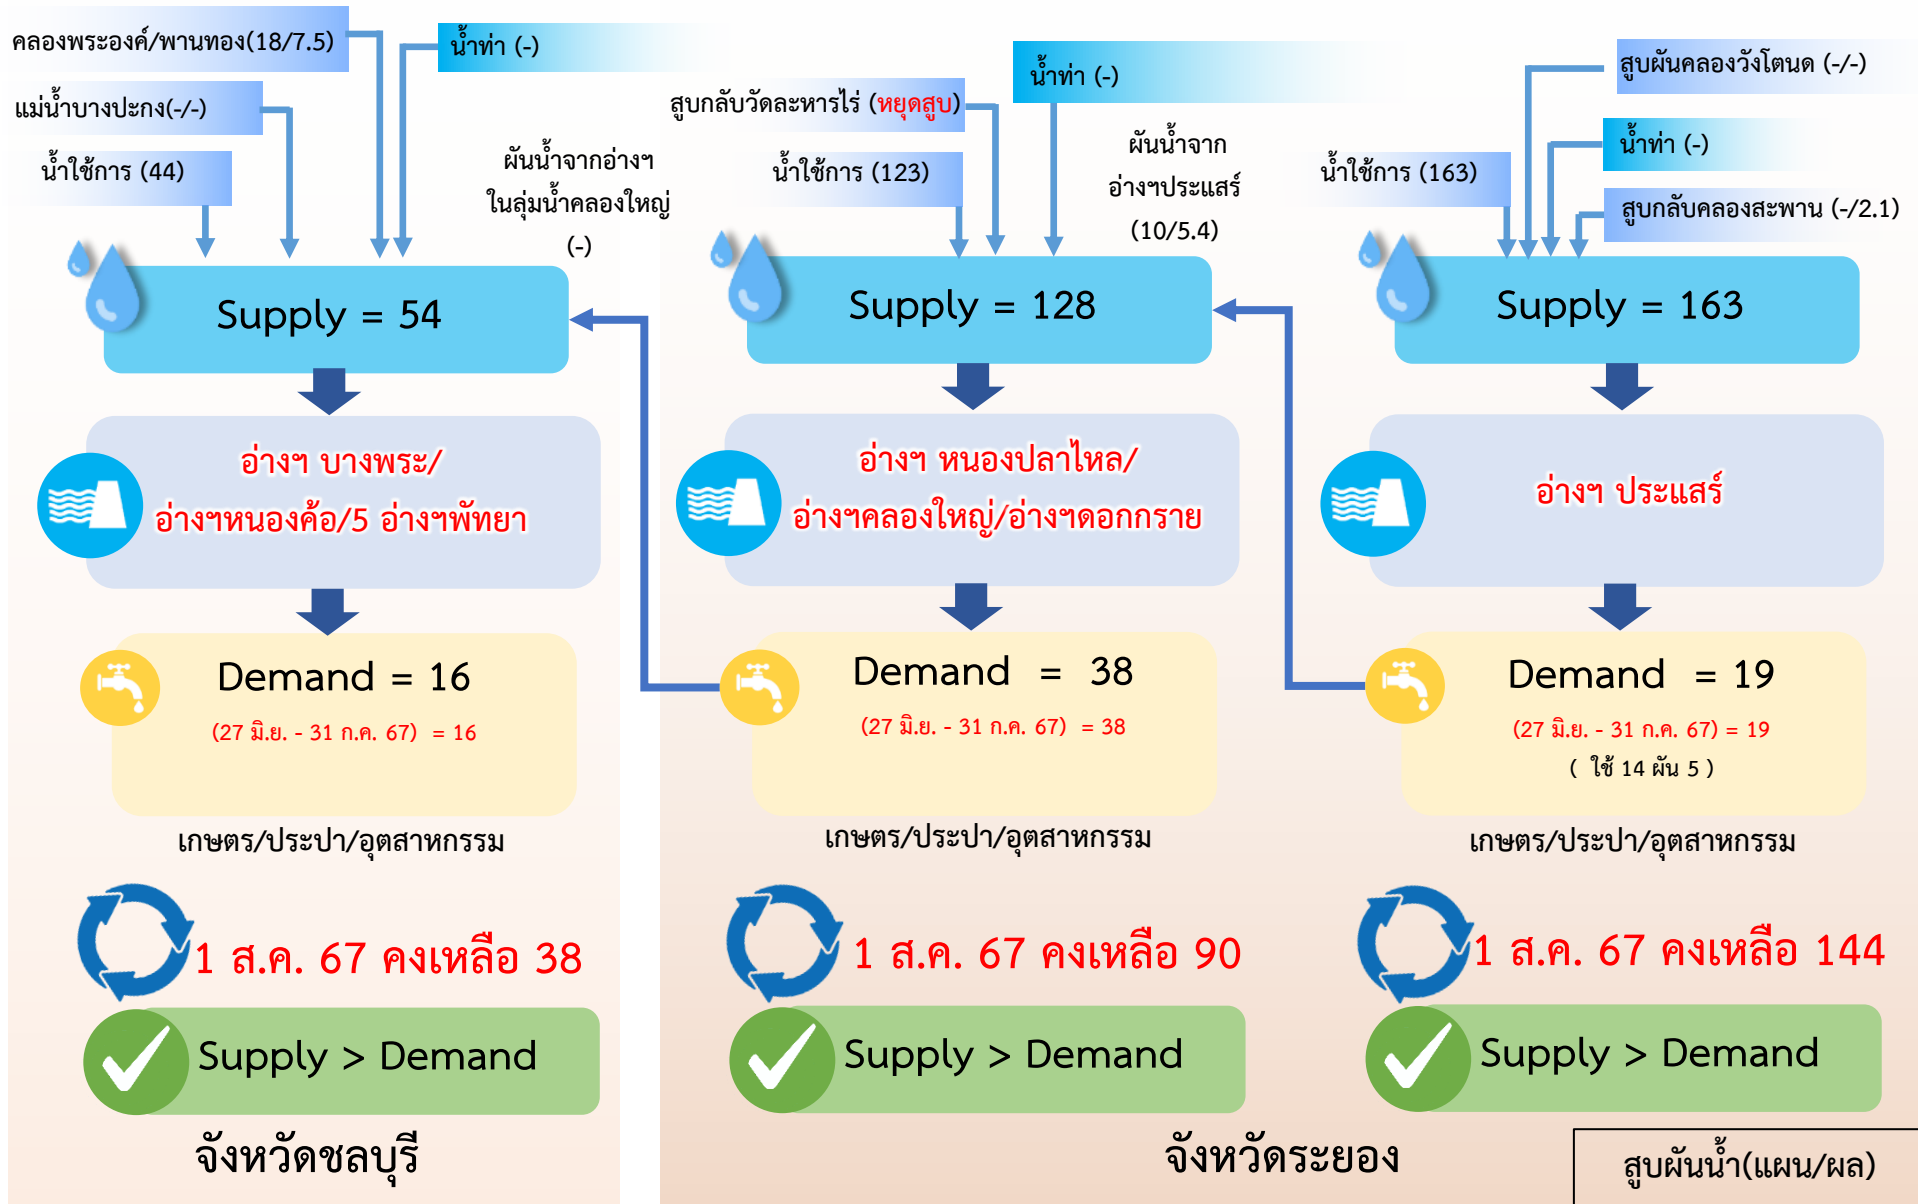 คลองพระองค์/พานทอง(18/7.5)
น้ำท่า (-)
แม่น้ำบางปะกง(-/-)
น้ำใช้การ (44)
ผันน้ำจากอ่างฯ
ในลุ่มน้ำคลองใหญ่
(-)
Supply = 54
อ่างฯ บางพระ/
อ่างฯหนองค้อ/5 อ่างฯพัทยา
Demand = 16
(27 มิ.ย. - 31 ก.ค. 67) = 16
เกษตร/ประปา/อุตสาหกรรม
1 ส.ค. 67 คงเหลือ 38
Supply > Demand
จังหวัดชลบุรี
น้ำท่า (-)
สูบกลับวัดละหารไร่ (หยุดสูบ)
น้ำใช้การ (123)
ผันน้ำจาก
อ่างฯประแสร์
(10/5.4)
Supply = 128
อ่างฯ หนองปลาไหล/
อ่างฯคลองใหญ่/อ่างฯดอกกราย
Demand = 38
(27 มิ.ย. - 31 ก.ค. 67) = 38
เกษตร/ประปา/อุตสาหกรรม
1 ส.ค. 67 คงเหลือ 90
Supply > Demand
สูบผันคลองวังโตนด (-/-)
น้ำท่า (-)
น้ำใช้การ (163)
สูบกลับคลองสะพาน (-/2.1)
Supply = 163
อ่างฯ ประแสร์
Demand = 19
(27 มิ.ย. - 31 ก.ค. 67) = 19
( ใช้ 14 ผัน 5 )
เกษตร/ประปา/อุตสาหกรรม
1 ส.ค. 67 คงเหลือ 144
Supply > Demand
จังหวัดระยอง
สูบผันน้ำ(แผน/ผล)